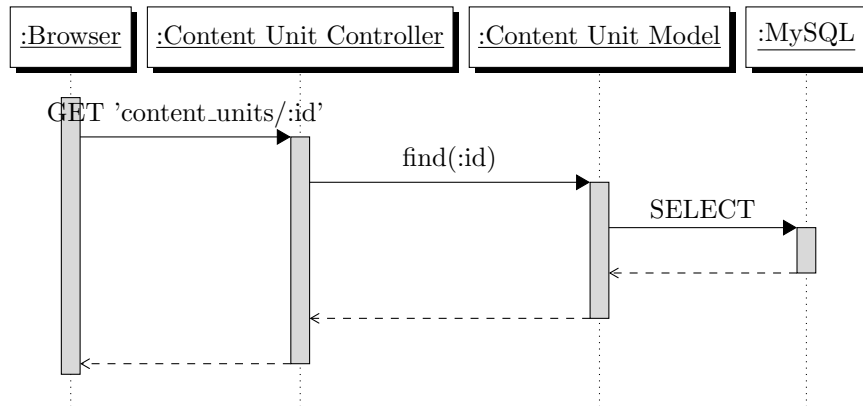 :Browser
:Content Unit Controller
:Content Unit Model
:MySQL
GET 'content_units/:id'
find(:id)
SELECT